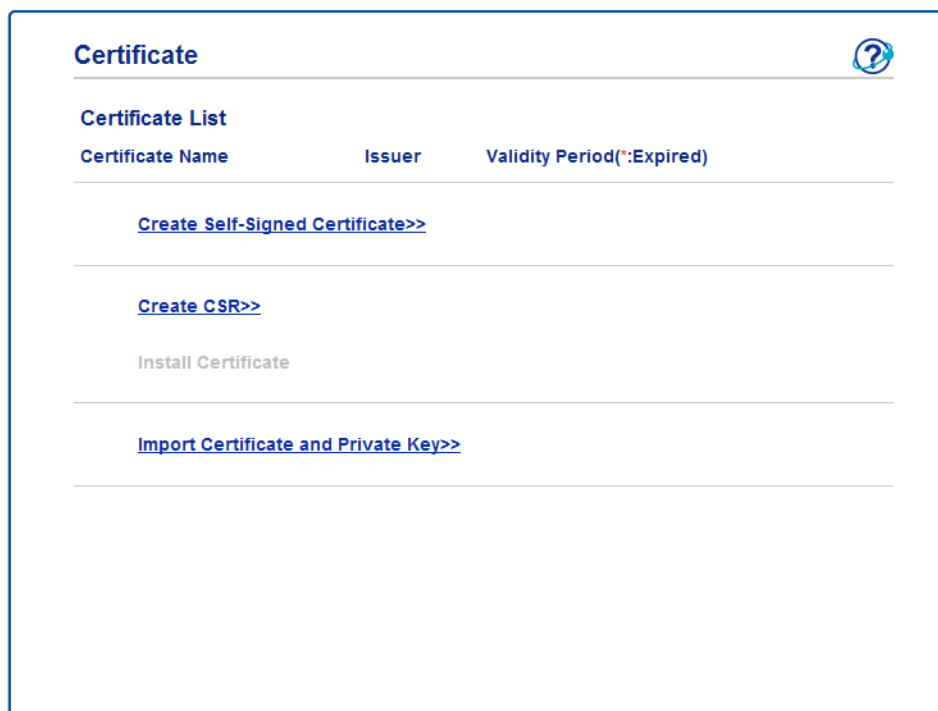 Certificate
?
Certificate List
Certificate Name Issuer Validity Period(*:Expired)
Create Self-Signed Certificate>>
Create CSR>>
Install Certificate
Import Certificate and Private Key>>